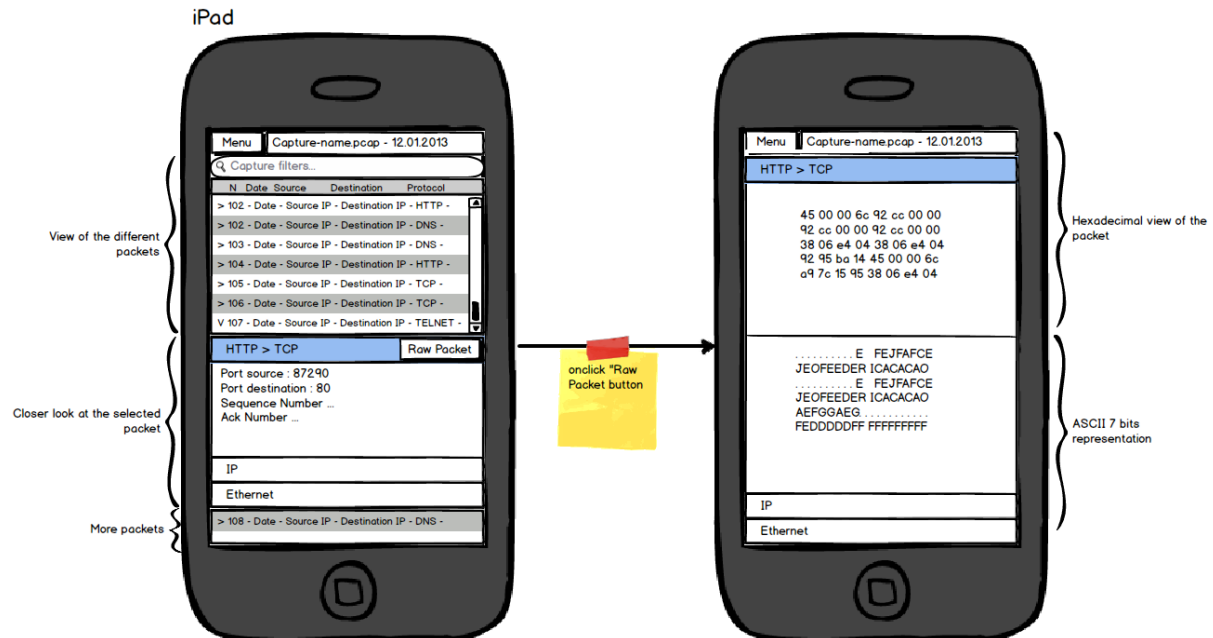 iPad
Menu
Capture-name.pcap - 12.01.2013
Capture filters...
N Date Source Destination Protocol
> 102 - Date - Source IP - Destination IP - HTTP -
> 102 - Date - Source IP - Destination IP - DNS -
> 103 - Date - Source IP - Destination IP - DNS -
> 104 - Date - Source IP - Destination IP - HTTP -
> 105 - Date - Source IP - Destination IP - TCP -
> 106 - Date - Source IP - Destination IP - TCP -
V 107 - Date - Source IP - Destination IP - TELNET -
HTTP > TCP
Raw Packet
Port source : 87290
Port destination : 80
Sequence Number ...
Ack Number ...
IP
Ethernet
> 108 - Date - Source IP - Destination IP - DNS -
View of the different
packets
Closer look at the selected
packet
More packets
onclick "Raw
Packet button
Menu
Capture-name.pcap - 12.01.2013
HTTP > TCP
45 00 00 6c 92 cc 00 00
92 cc 00 00 92 cc 00 00
38 06 e4 04 38 06 e4 04
92 95 ba 14 45 00 00 6c
a9 7c 15 95 38 06 e4 04
. . . . . . . . . . E FEJFAFCE
JEOFEEDER ICACACAO
. . . . . . . . . . E FEJFAFCE
JEOFEEDER ICACACAO
AEFGGAEG. . . . . . . . . . .
FEDDDDDFF FFFFFFFFF
IP
Ethernet
Hexadecimal view of the
packet
ASCII 7 bits
representation